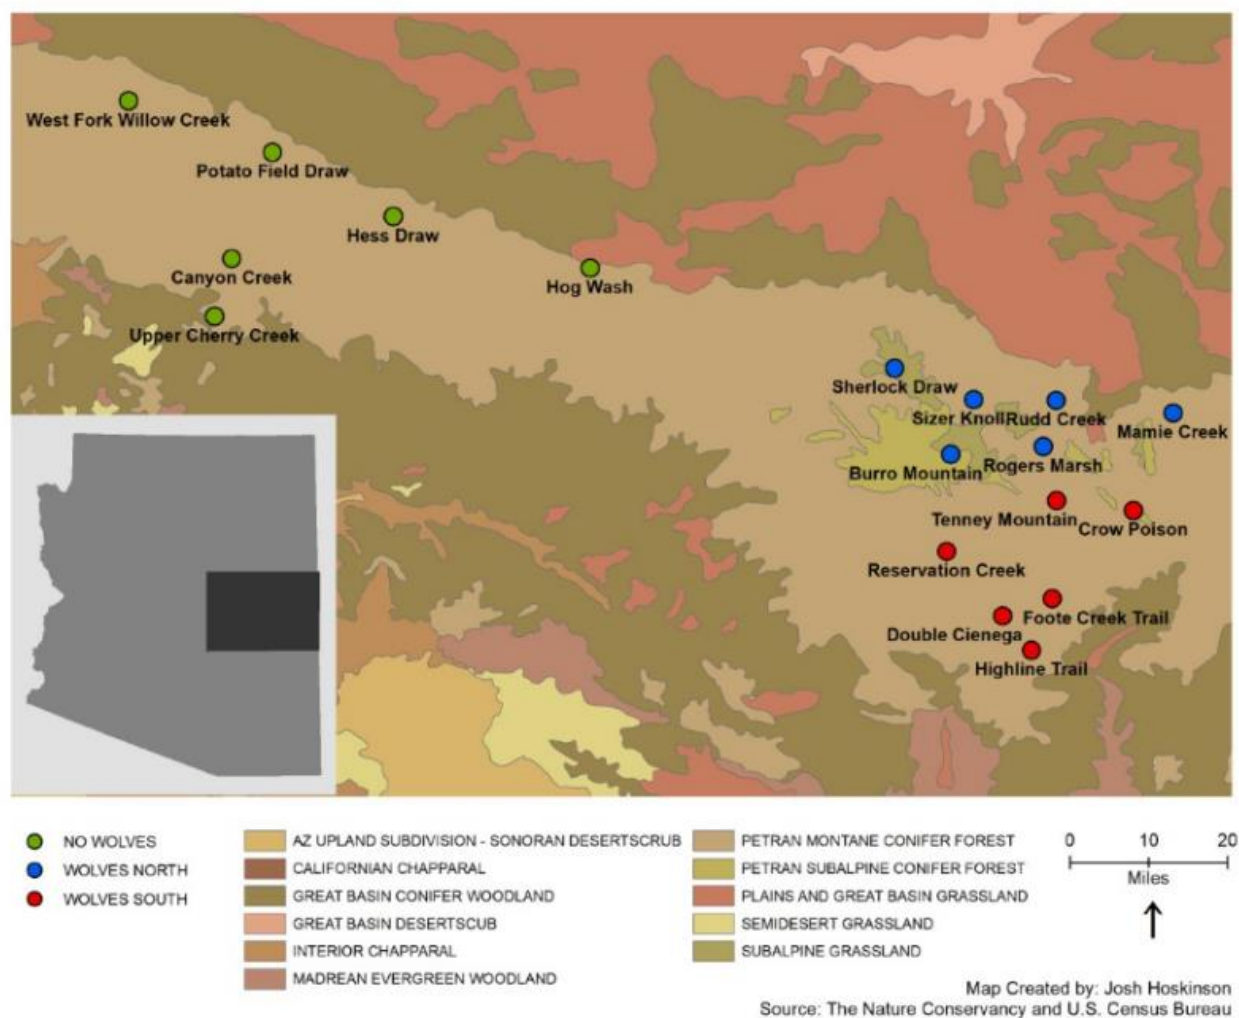 West Fork Willow Creek
Potato Field Draw
Hess Draw
Canyon Creek
Hog Wash
Upper Cherry Creek
Sherlock Draw
Sizer Knoll
Rudd Creek
Mamie Creek
Burro Mountain
Rogers Marsh
Tenney Mountain
Crow Poison
Reservation Creek
Foote Creek Trail
Double Cienega
Highline Trail
NO WOLVES
WOLVES NORTH
WOLVES SOUTH
AZ UPLAND SUBDIVISION - SONORAN DESERTSCRUB
CALIFORNIAN CHAPPARAL
GREAT BASIN CONIFER WOODLAND
GREAT BASIN DESERTSCUB
INTERIOR CHAPPARAL
MADREAN EVERGREEN WOODLAND
PETRAN MONTANE CONIFER FOREST
PETRAN SUBALPINE CONIFER FOREST
PLAINS AND GREAT BASIN GRASSLAND
SEMIDESERT GRASSLAND
SUBALPINE GRASSLAND
0 10 20
Miles
Map Created by: Josh Hoskinson
Source: The Nature Conservancy and U.S. Census Bureau